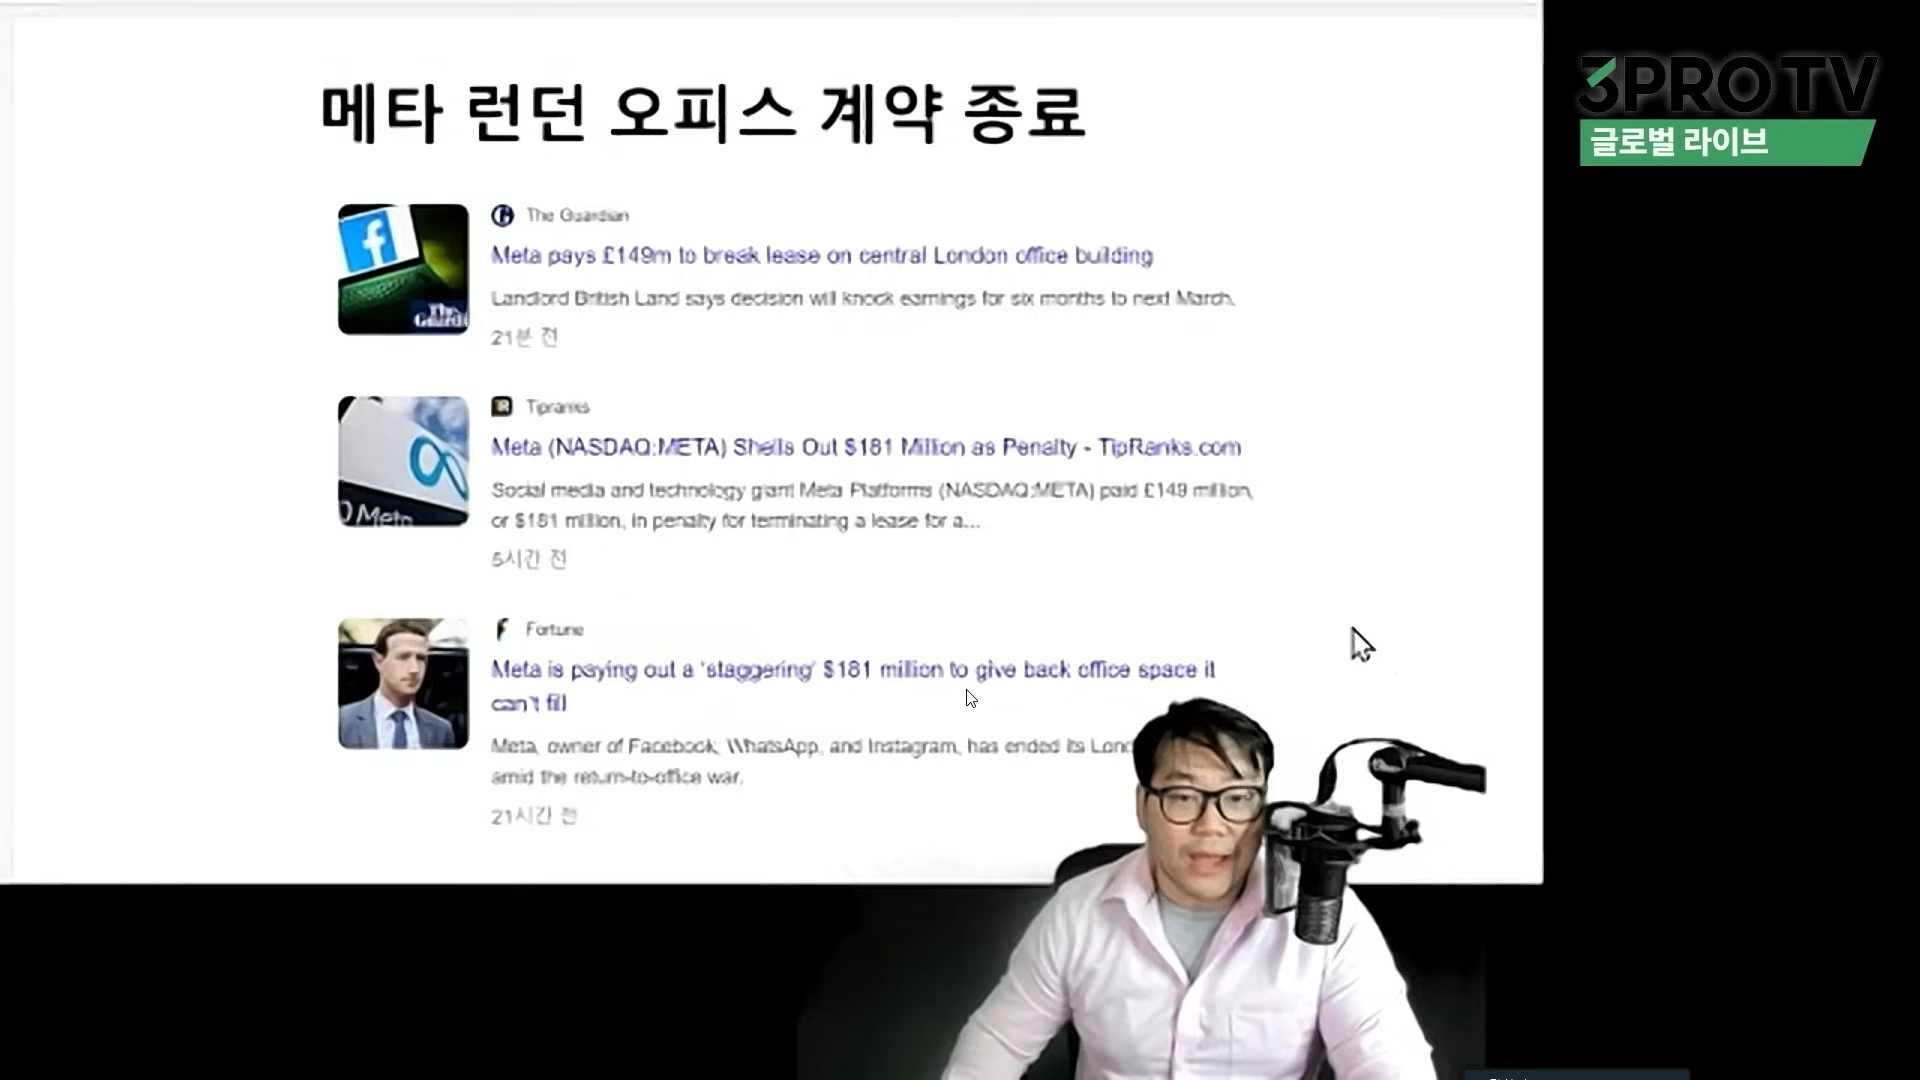 메타 런던 오피스 계약 종료
3PRO TV
글로벌 라이브
The Guardian
Meta pays £149m to break lease on central London office building
Landlord British Land says decision will knock earnings for six months to next March.
21분 전
Tipranks
Meta (NASDAQ:META) Shells Out $181 Million as Penalty - TipRanks.com
Social media and technology giant Meta Platforms (NASDAQ:META) paid £149 million,
or $181 million, in penalty for terminating a lease for a...
5시간 전
Meta
Fortune
Meta is paying out a 'staggering' $181 million to give back office space it
can't fill
Meta, owner of Facebook, WhatsApp, and Instagram, has ended its
amid the return-to-office war.
21시간 전